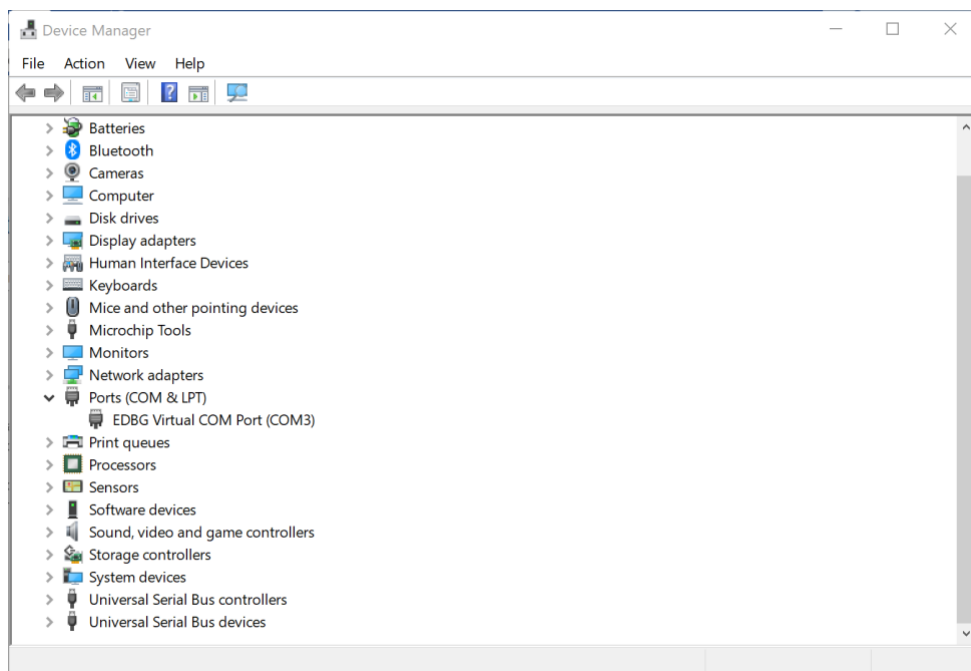 Device Manager
File Action View Help
Batteries
Bluetooth
Cameras
Computer
Disk drives
Display adapters
Human Interface Devices
Keyboards
Mice and other pointing devices
Microchip Tools
Monitors
Network adapters
Ports (COM & LPT)
EDBG Virtual COM Port (COM3)
Print queues
Processors
Sensors
Software devices
Sound, video and game controllers
Storage controllers
System devices
Universal Serial Bus controllers
Universal Serial Bus devices